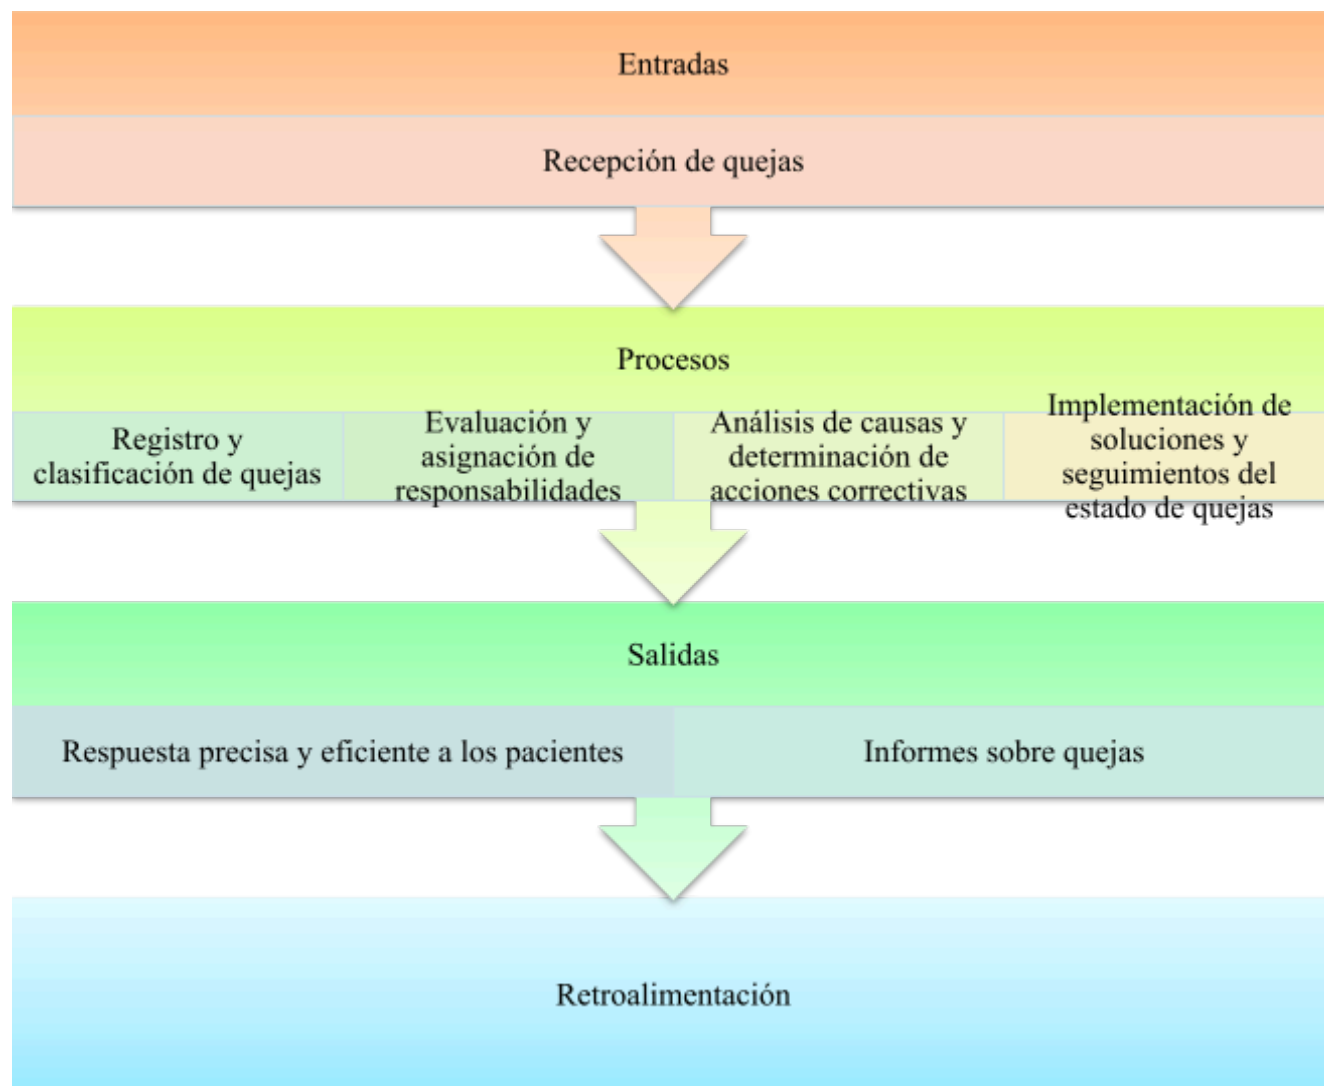 Entradas
Recepción de quejas
Procesos
Registro y
clasificación de quejas
Evaluación y
asignación de
responsabilidades
Análisis de causas y
determinación de
acciones correctivas
Implementación de
soluciones y
seguimientos del
estado de quejas
Salidas
Respuesta precisa y eficiente a los pacientes
Informes sobre quejas
Retroalimentación